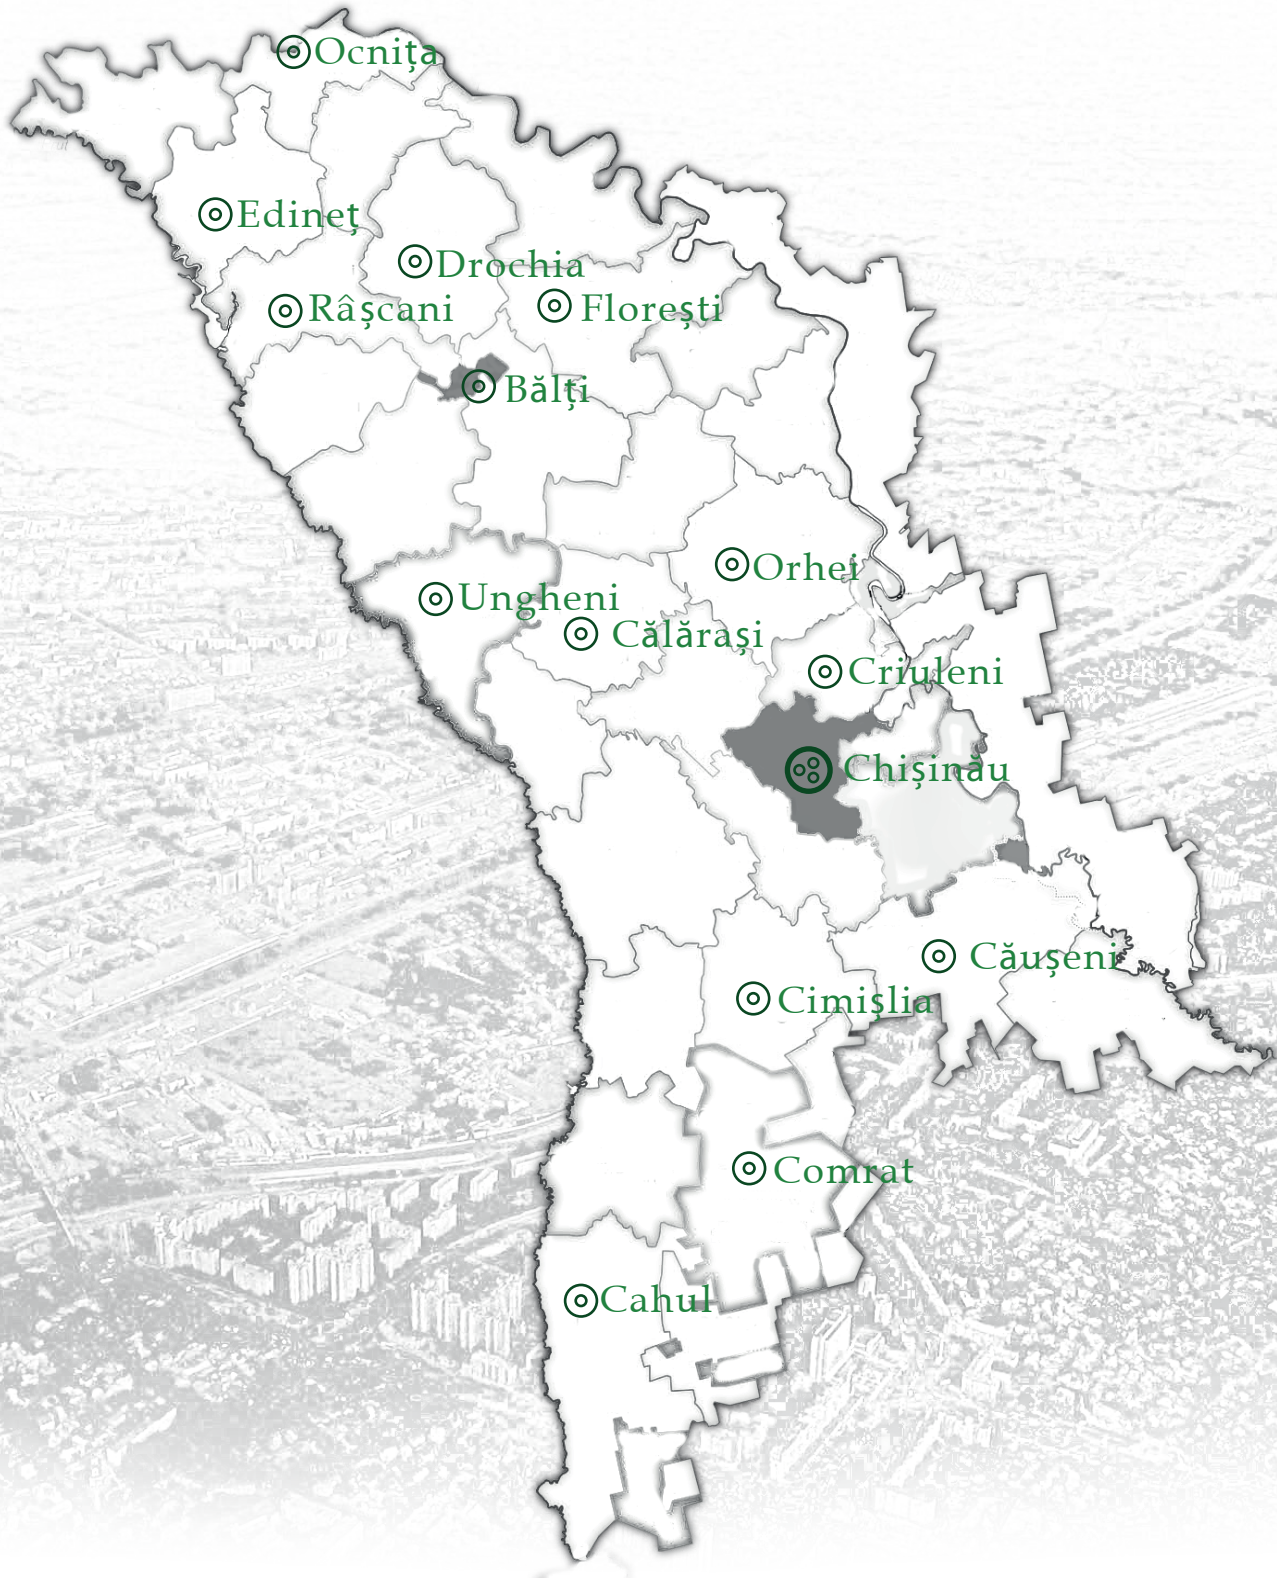 Ocnița
Edineț
Drochia
Râșcani
Florești
Bălți
Orhei
Ungheni
Călărași
Criuleni
Chișinău
Căușeni
Cimișlia
Comrat
Cahul